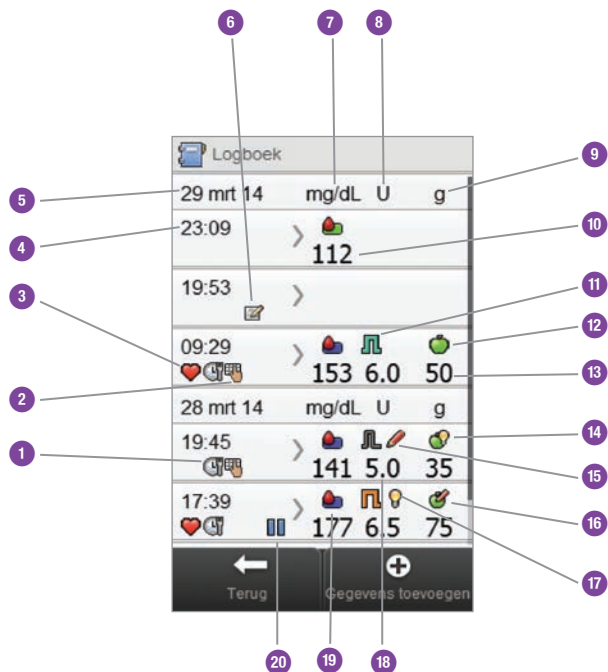 6 7 8
Logboek
9
5 29 mrt 14 mg/dL U g
4 23:09
112 10
3 19:53 11
12
09:29
153 6.0 50 13
2
28 mrt 14 mg/dL U g
1 19:45 14
141 5.0 35 15
17:39 16
177 6.5 75
17
Terug Gegevens toevoegen
20 19 18